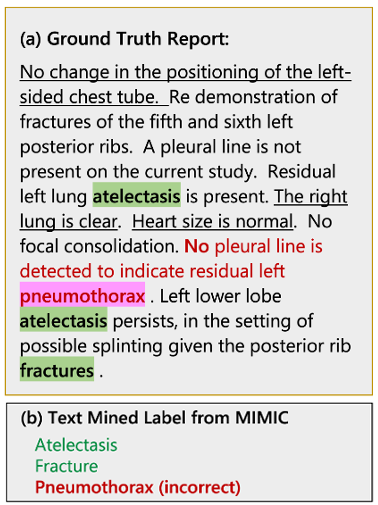 (a) Ground Truth Report:
No change in the positioning of the left-
sided chest tube.  Re demonstration of
fractures of the fifth and sixth left
posterior ribs.  A pleural line is not
present on the current study.  Residual
left lung atelectasis is present. The right
lung is clear.  Heart size is normal.  No
focal consolidation. No pleural line is
detected to indicate residual left
pneumothorax . Left lower lobe
atelectasis persists, in the setting of
possible splinting given the posterior rib
fractures .
(b) Text Mined Label from MIMIC
Atelectasis
Fracture
Pneumothorax (incorrect)